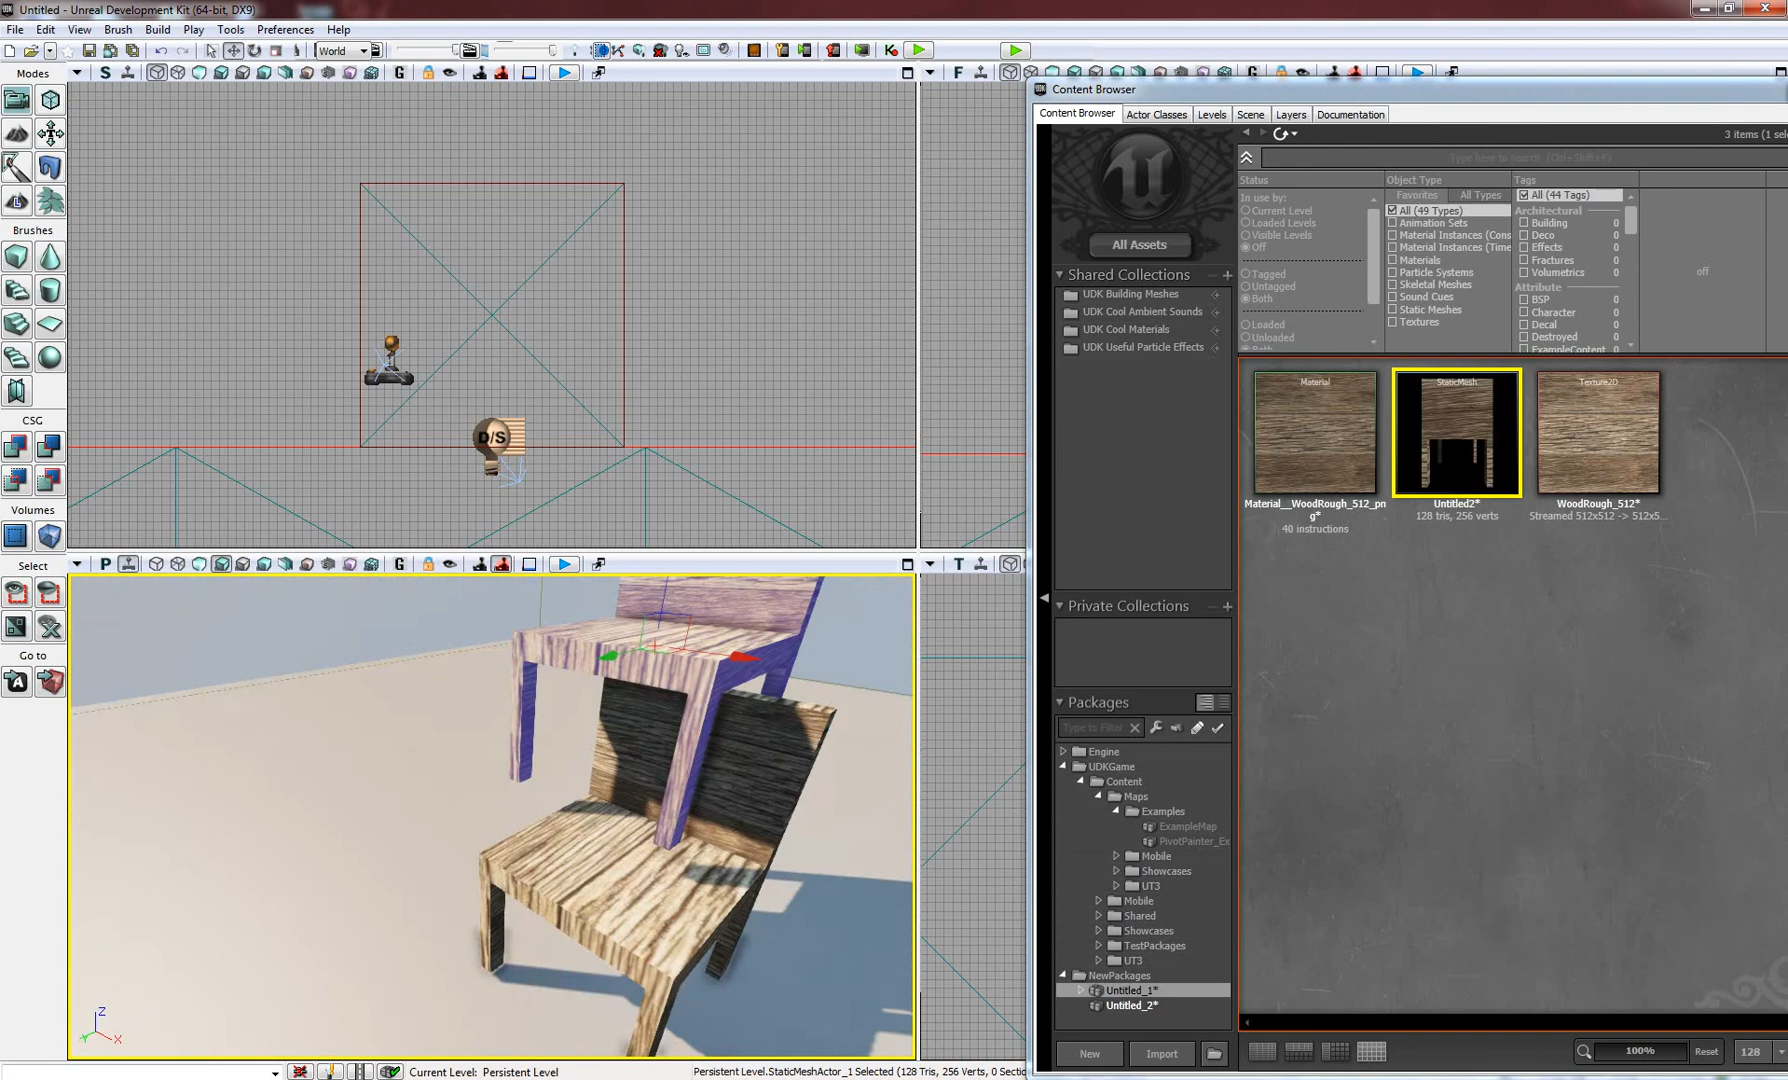 Untitled - Unreal Development Kit (64-bit, DX9)
File Edit View Brush Build Play Tools Preferences Help
World
Modes
S
G
F
G
Brushes
CSG
Volumes
Select
Go to
D/S
P
G
T
Z
X
Y
Content Browser
Content Browser Actor Classes Levels Scene Layers Documentation
3 items (1 sel
Type here to search (Ctrl+Shift+F)
All Assets
Shared Collections
UDK Building Meshes
UDK Cool Ambient Sounds
UDK Cool Materials
UDK Useful Particle Effects
Status
In use by:
Current Level
Loaded Levels
Visible Levels
Off
Tagged
Untagged
Both
Loaded
Unloaded
Both
Object Type
Favorites All Types
All (49 Types)
Animation Sets
Material Instances (Cons
Material Instances (Time
Materials
Particle Systems
Skeletal Meshes
Sound Cues
Static Meshes
Textures
Tags
All (44 Tags)
Architectural
Building 0
Deco 0
Effects 0
Fractures 0
Volumetrics 0
Attribute
BSP 0
Character 0
Decal 0
Destroyed 0
ExampleContent 0
off
Material
Material__WoodRough_512_pn
g*
40 instructions
StaticMesh
Untitled2*
128 tris, 256 verts
Texture2D
WoodRough_512*
Streamed 512x512 -> 512x5...
Private Collections
Packages
Type to Filter
Engine
UDKGame
Content
Maps
Examples
ExampleMap
PivotPainter_Ex
Mobile
Showcases
UT3
Mobile
Shared
Showcases
TestPackages
UT3
NewPackages
Untitled_1*
Untitled_2*
New Import
100% Reset 128
Current Level: Persistent Level
Persistent Level.StaticMeshActor_1 Selected (128 Tris, 256 Verts, 0 Section